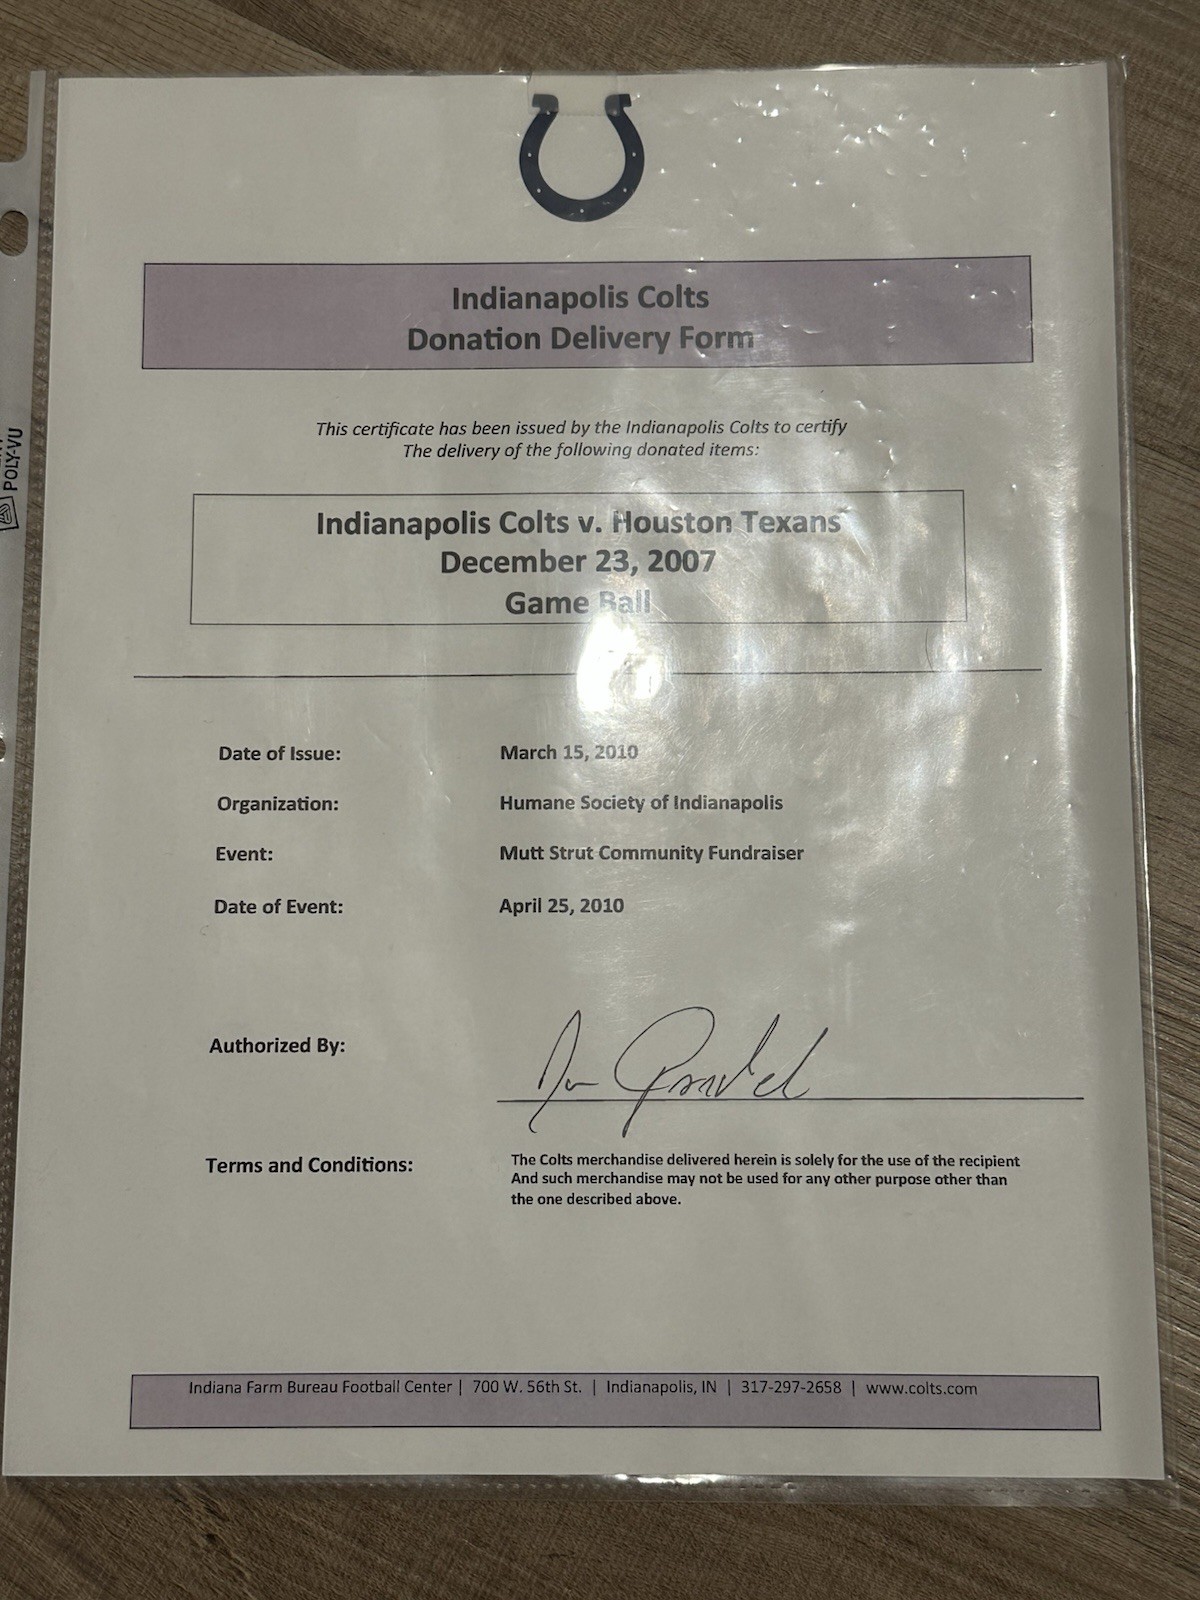 Indianapolis Colts
Donation Delivery Form
This certificate has been issued by the Indianapolis Colts to certify
The delivery of the following donated items:
Indianapolis Colts v. Houston Texans
December 23, 2007
Game Ball
Date of Issue: March 15, 2010
Organization: Humane Society of Indianapolis
Event: Mutt Strut Community Fundraiser
Date of Event: April 25, 2010
Authorized By:
Terms and Conditions: The Colts merchandise delivered herein is solely for the use of the recipient
And such merchandise may not be used for any other purpose other than
the one described above.
Indiana Farm Bureau Football Center | 700 W. 56th St. | Indianapolis, IN | 317-297-2658 | www.colts.com
POLY-VU